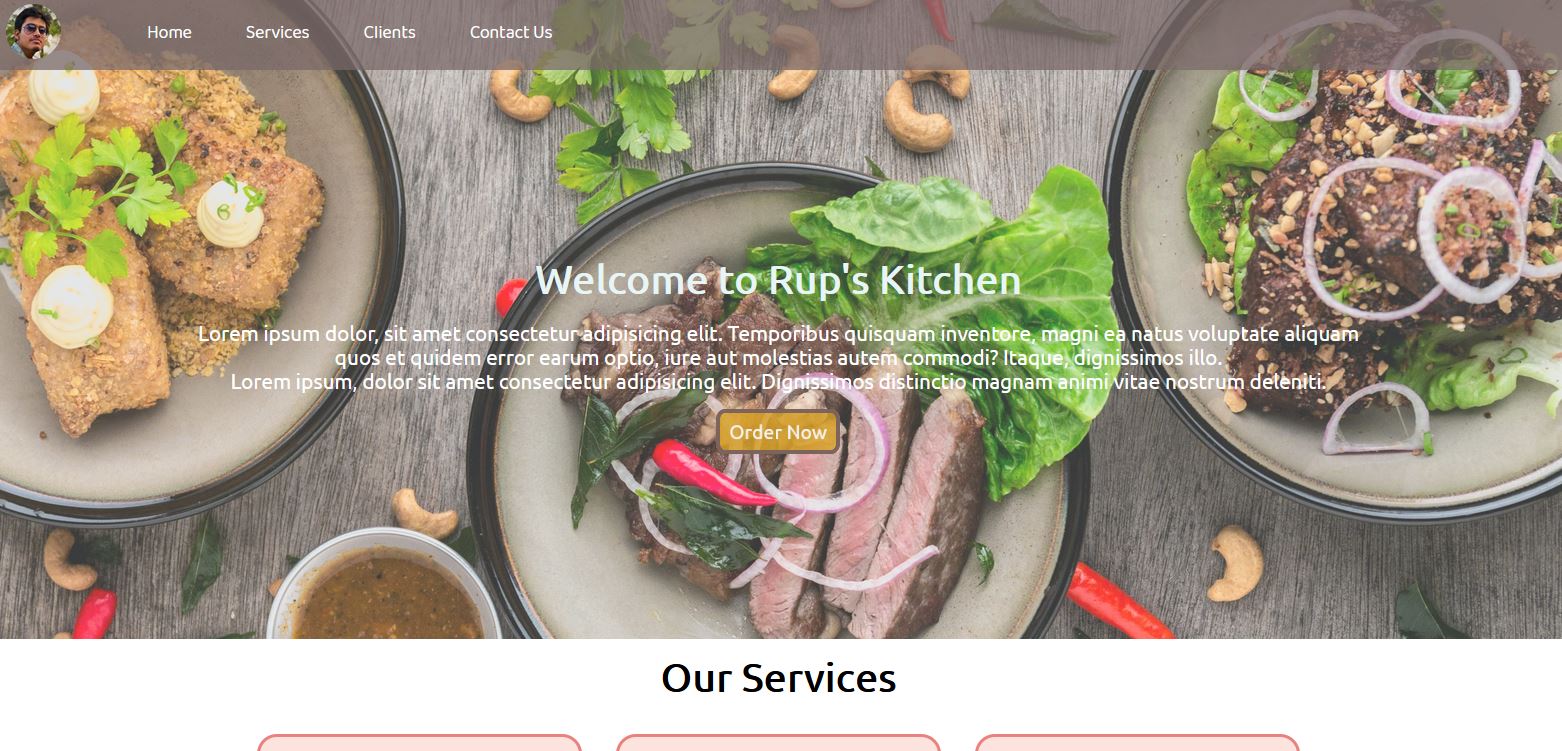 Home Services Clients Contact Us
Welcome to Rup's Kitchen
Lorem ipsum dolor, sit amet consectetur adipisicing elit. Temporibus quisquam inventore, magni ea natus voluptate aliquam
quos et quidem error earum optio, iure aut molestias autem commodi? Itaque, dignissimos illo.
Lorem ipsum, dolor sit amet consectetur adipisicing elit. Dignissimos distinctio magnam animi vitae nostrum deleniti.
Order Now
Our Services